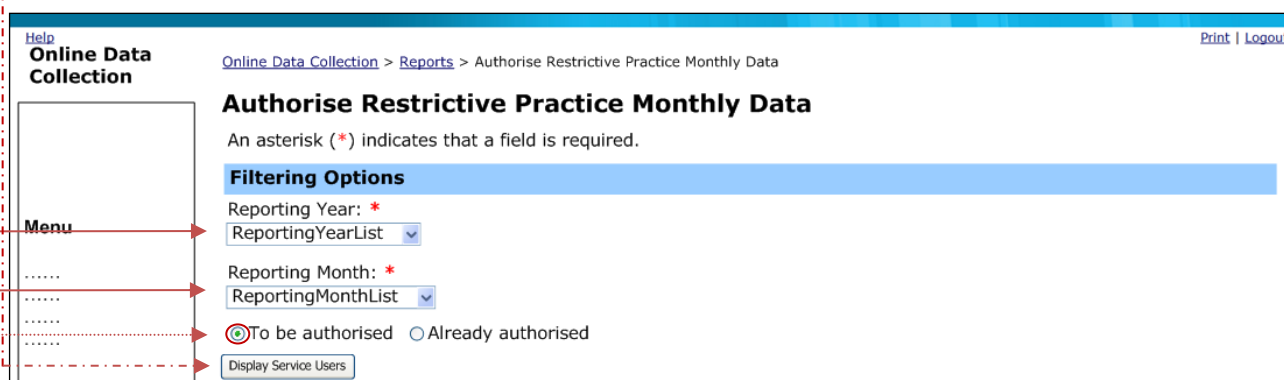 Help
Print | Logout
Online Data
Collection
Online Data Collection > Reports > Authorise Restrictive Practice Monthly Data
Authorise Restrictive Practice Monthly Data
An asterisk (*) indicates that a field is required.
Filtering Options
Reporting Year: *
ReportingYearList
Menu
Reporting Month: *
ReportingMonthList
......
......
......
......
To be authorised Already authorised
Display Service Users